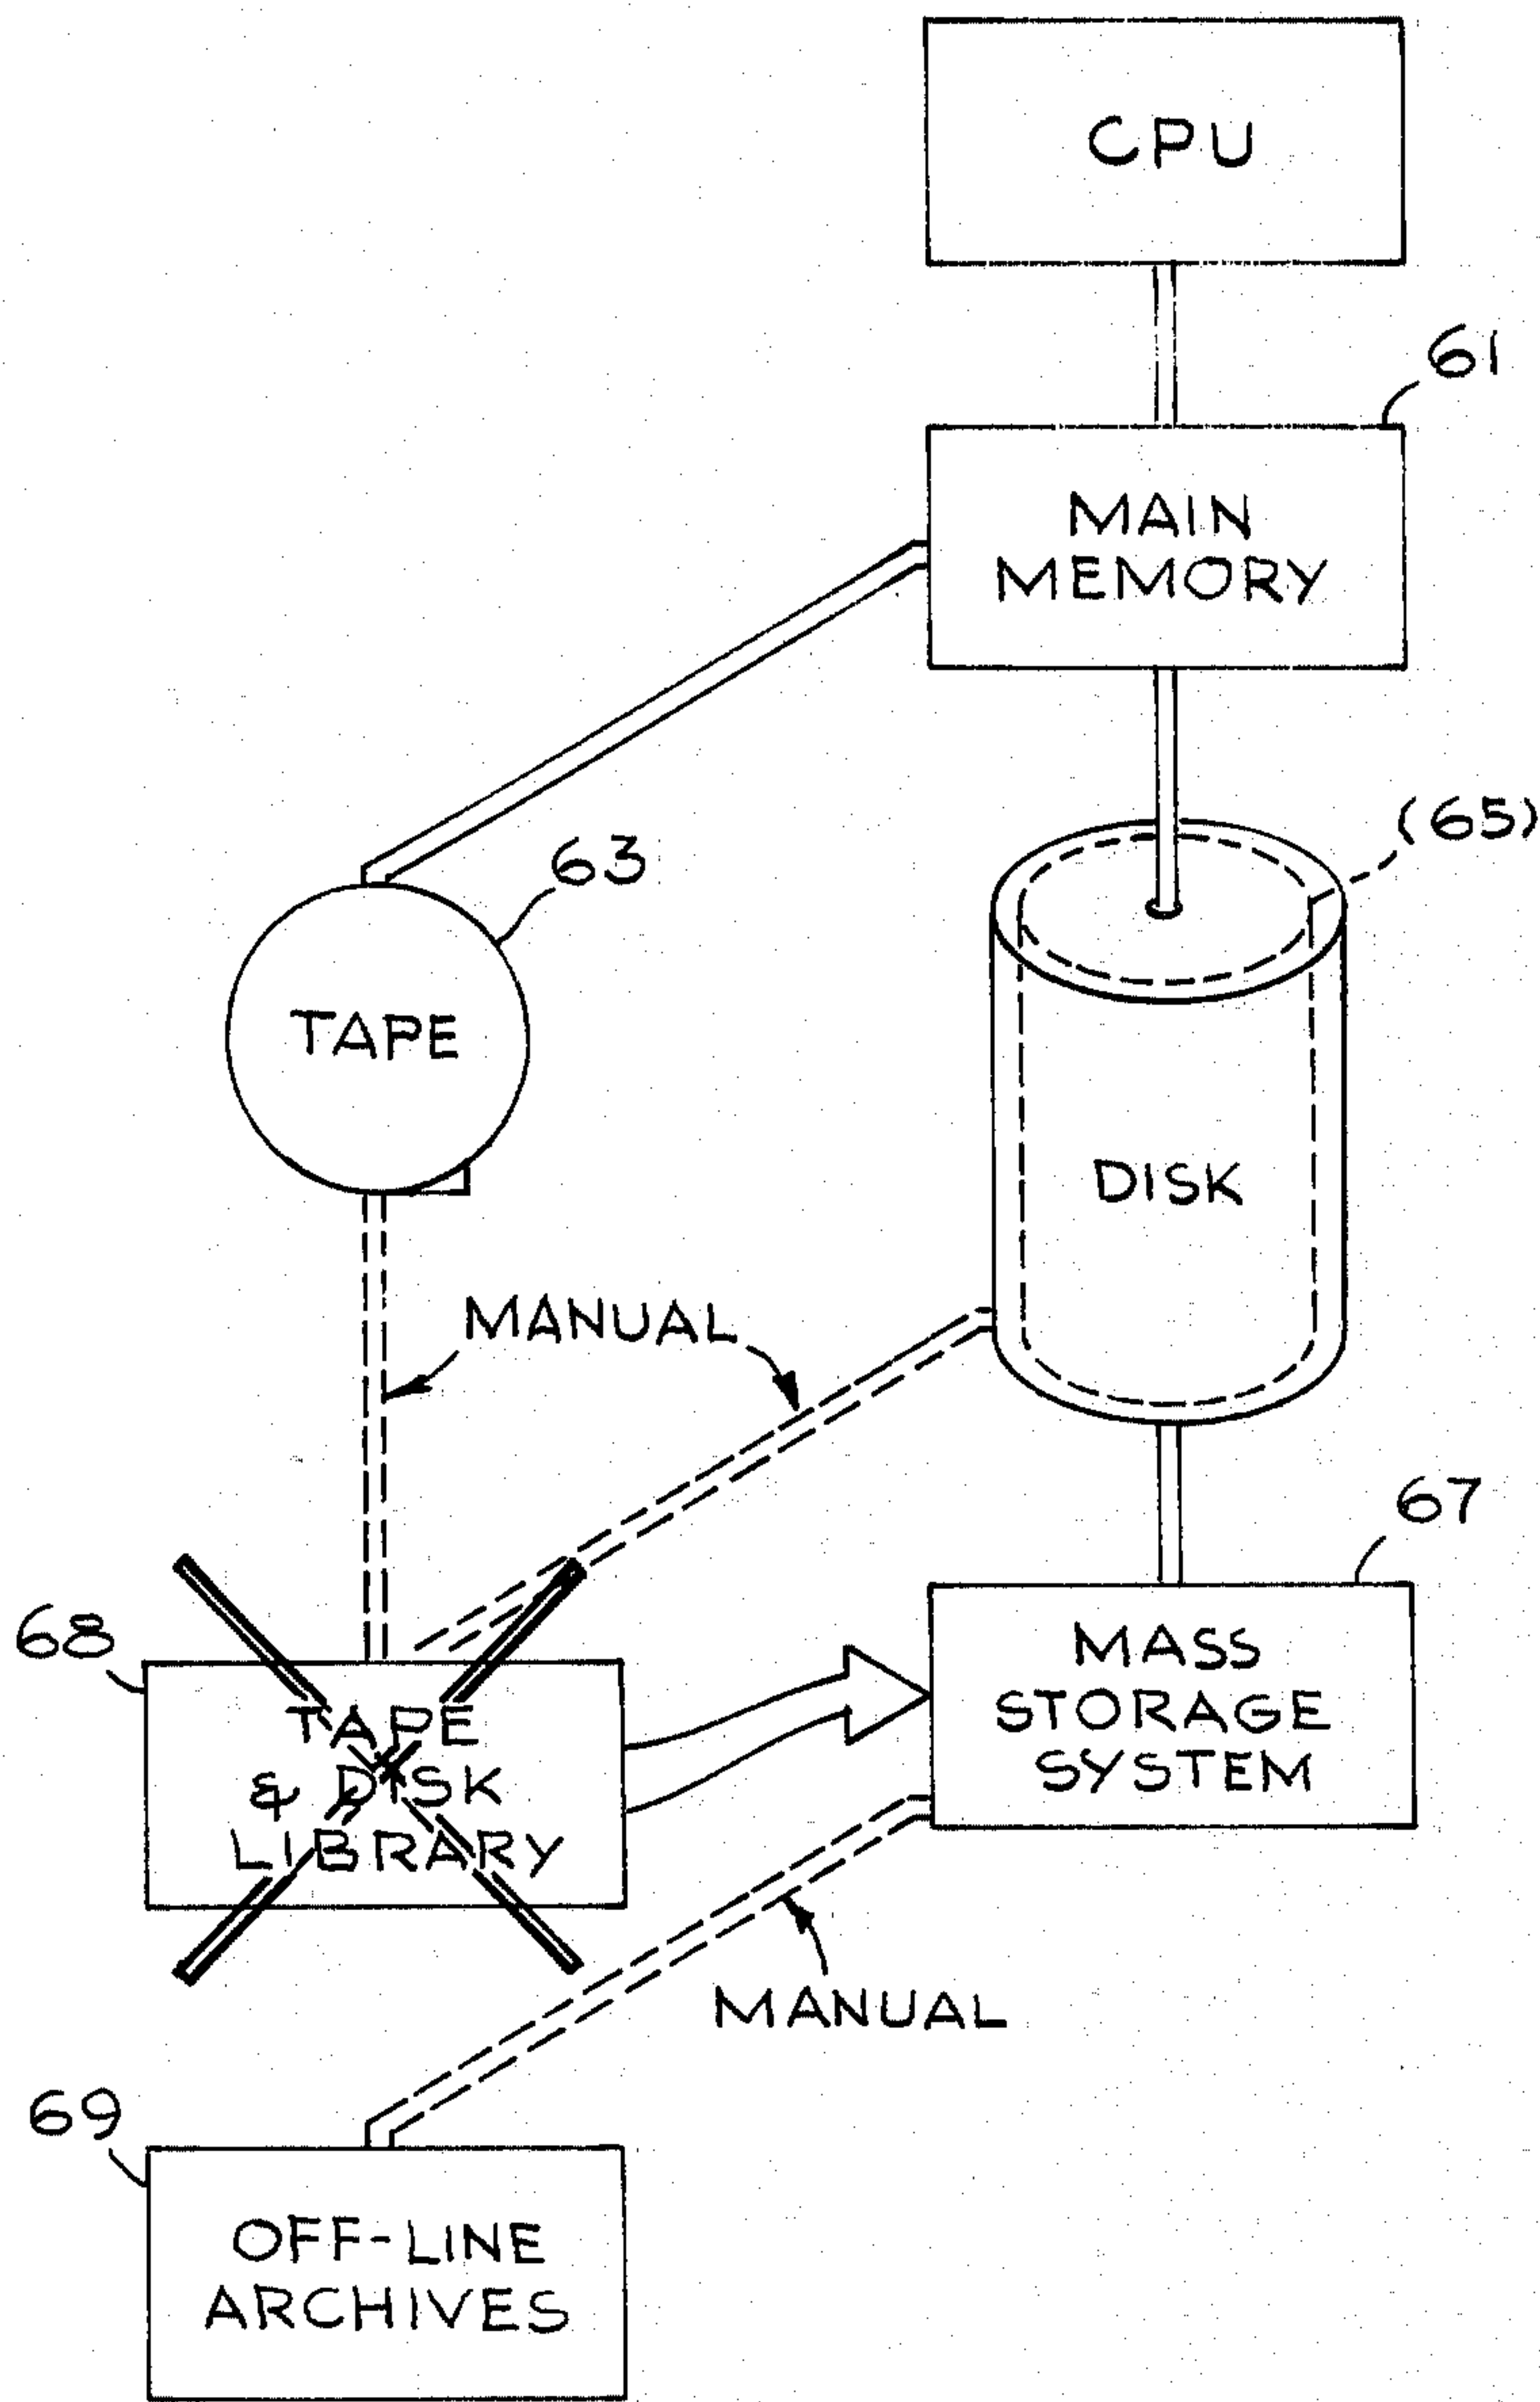 CPU
61
MAIN
MEMORY
(65)
63
TAPE
DISK
MANUAL
67
68
MASS
STORAGE
SYSTEM
TAPE
& DISK
LIBRARY
MANUAL
69
OFF-LINE
ARCHIVES